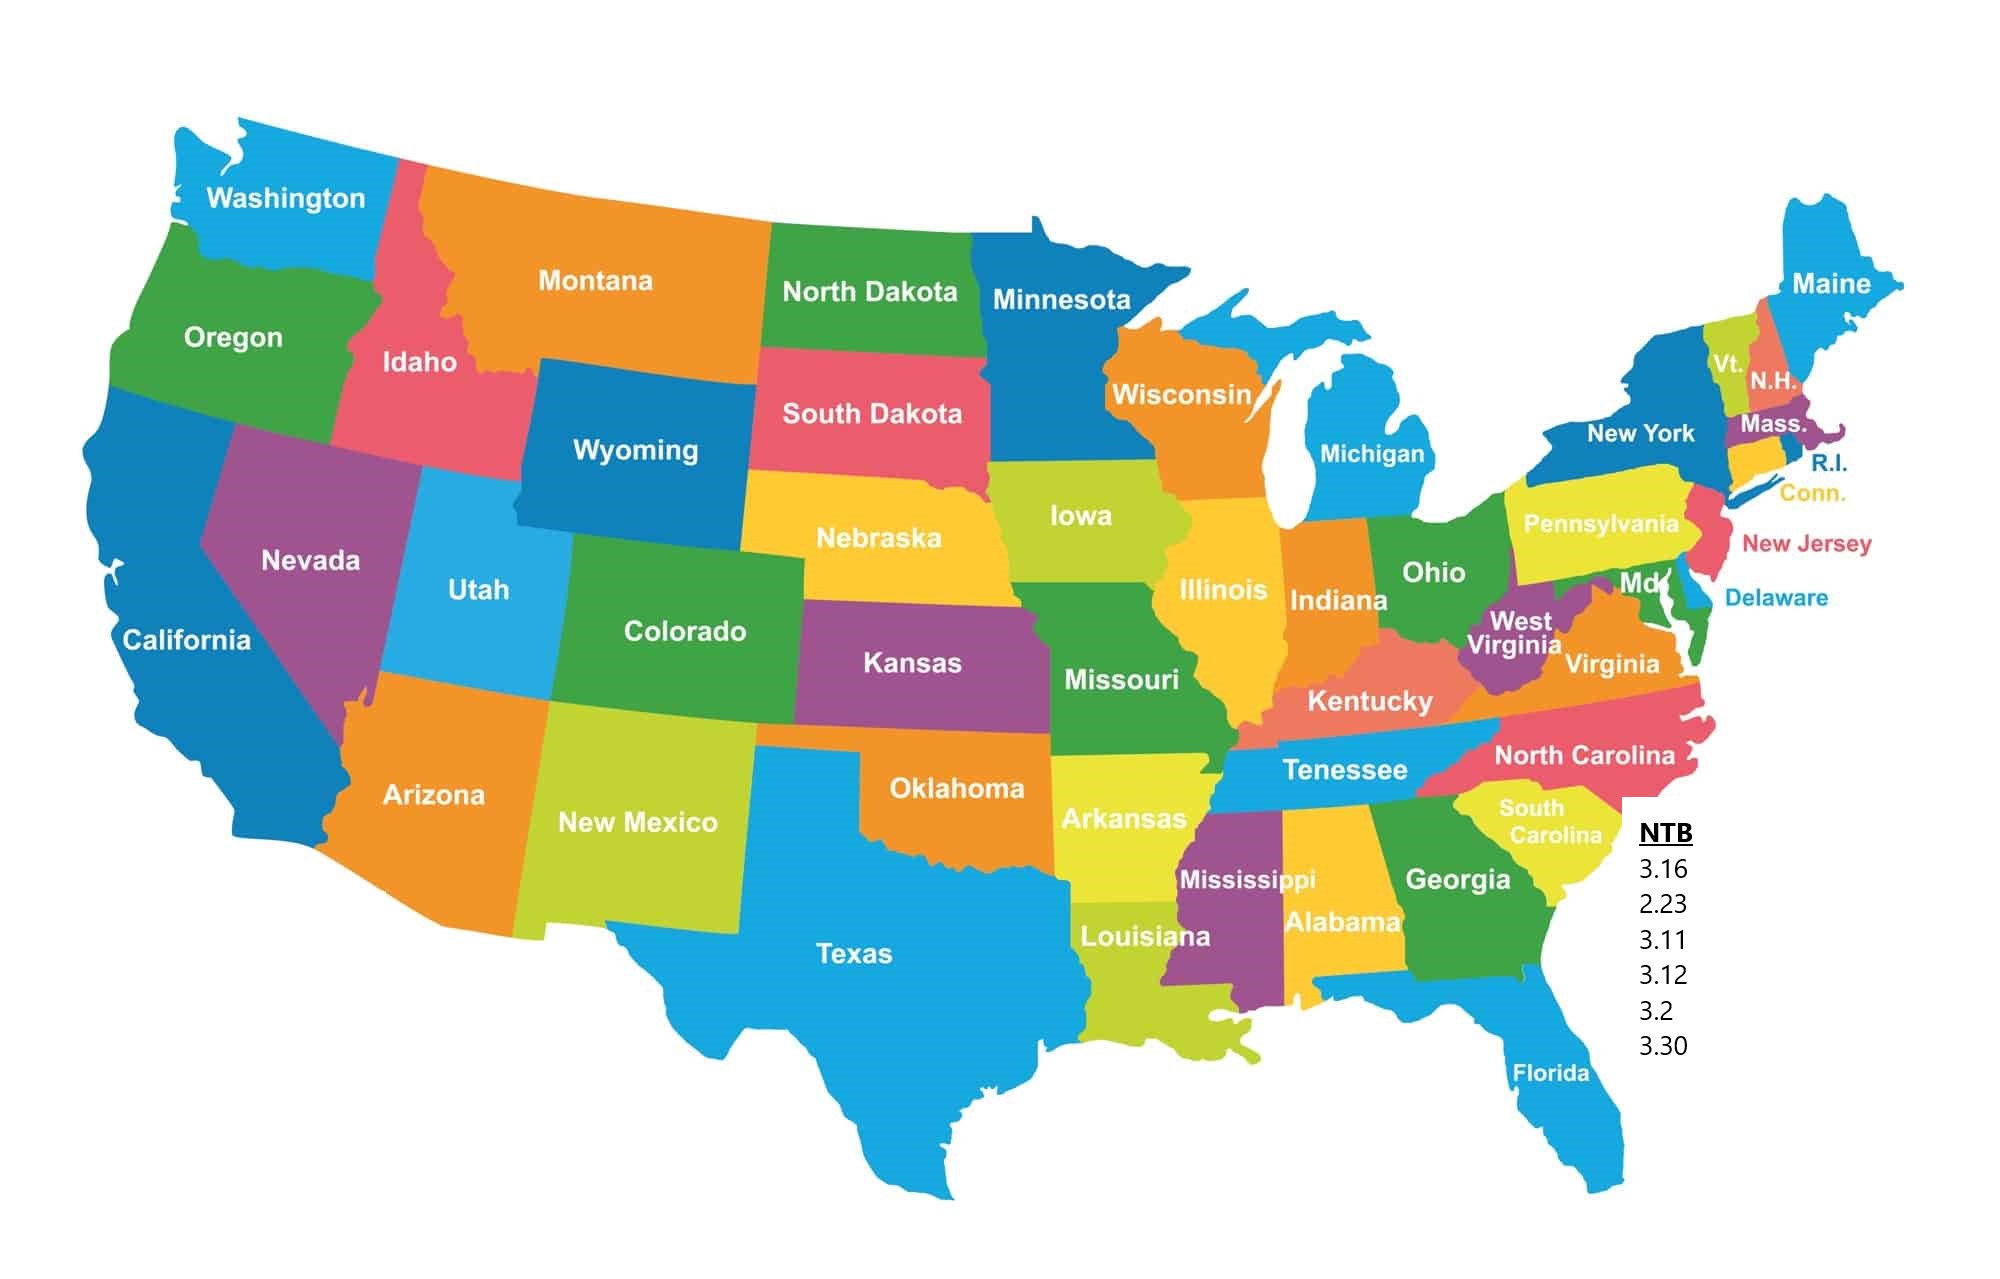 Washington
Oregon
Idaho
Montana
North Dakota
Minnesota
Maine
Vt.
N.H.
Wisconsin
South Dakota
Wyoming
Michigan
New York
Mass.
R.I.
Conn.
Nebraska
Iowa
Pennsylvania
New Jersey
Nevada
Utah
Colorado
Illinois
Indiana
Ohio
Md
Delaware
California
Kansas
Missouri
West
Virginia
Virginia
Kentucky
Arizona
New Mexico
Oklahoma
Arkansas
Tenessee
North Carolina
South
Carolina
Texas
Louisiana
Mississippi
Alabama
Georgia
Florida
NTB
3.16
2.23
3.11
3.12
3.2
3.30